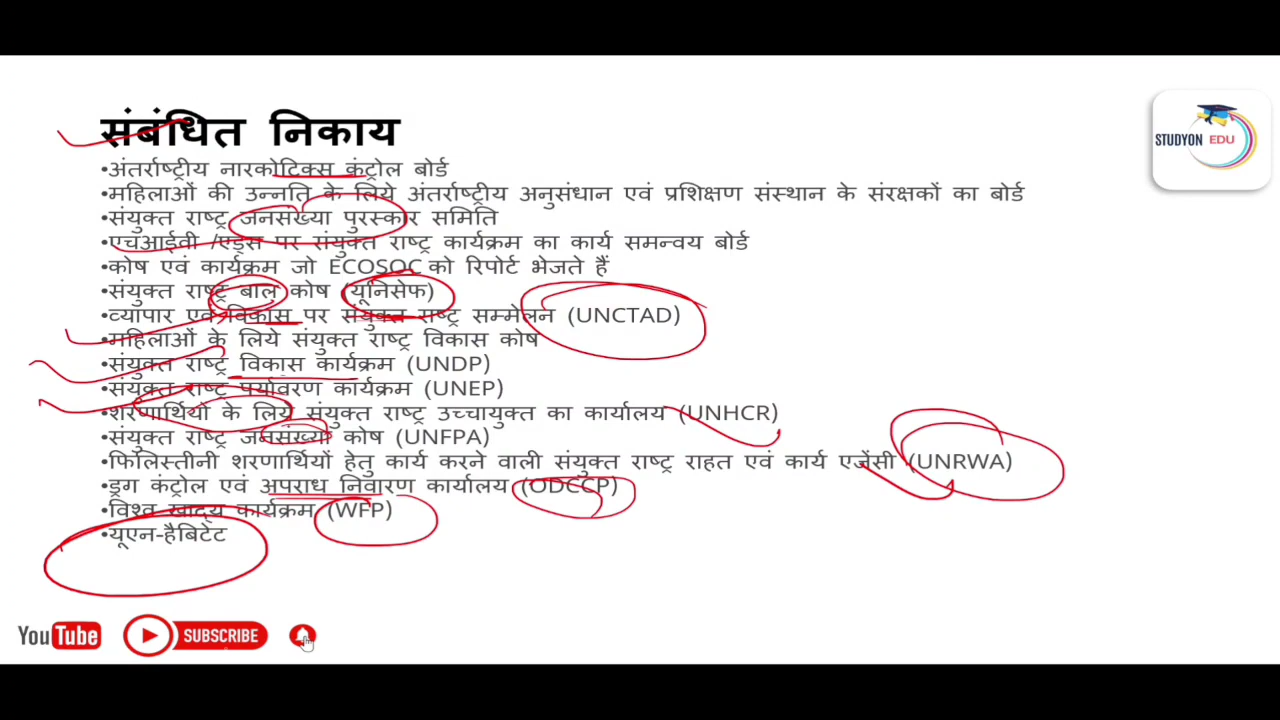 संबंधित निकाय
•अंतर्राष्ट्रीय नारकोटिक्स कंट्रोल बोर्ड
•महिलाओं की उन्नति के लिये अंतर्राष्ट्रीय अनुसंधान एवं प्रशिक्षण संस्थान के संरक्षकों का बोर्ड
•संयुक्त राष्ट्र जनसंख्या पुरस्कार समिति
•एचआईवी /एड्स पर संयुक्त राष्ट्र कार्यक्रम का कार्य समन्वय बोर्ड
•कोष एवं कार्यक्रम जो ECOSOC को रिपोर्ट भेजते हैं
•संयुक्त राष्ट्र बाल कोष (यूनिसेफ)
•व्यापार एवं विकास पर संयुक्त राष्ट्र सम्मेलन (UNCTAD)
•महिलाओं के लिये संयुक्त राष्ट्र विकास कोष
•संयुक्त राष्ट्र विकास कार्यक्रम (UNDP)
•संयुक्त राष्ट्र पर्यावरण कार्यक्रम (UNEP)
•शरणार्थियों के लिये संयुक्त राष्ट्र उच्चायुक्त का कार्यालय (UNHCR)
•संयुक्त राष्ट्र जनसंख्या कोष (UNFPA)
•फिलिस्तीनी शरणार्थियों हेतु कार्य करने वाली संयुक्त राष्ट्र राहत एवं कार्य एजेंसी (UNRWA)
•ड्रग कंट्रोल एवं अपराध निवारण कार्यालय (ODCCP)
•विश्व खाद्य कार्यक्रम (WFP)
•यूएन-हैबिटेट
STUDYON EDU
YouTube SUBSCRIBE